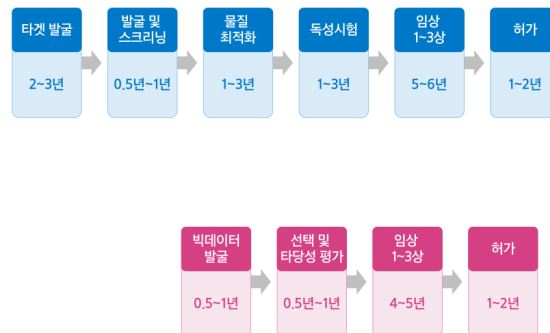 타겟 발굴
발굴 및
스크리닝
물질
최적화
독성시험
임상
1~3상
허가
2~3년
0.5년~1년
1~3년
1~3년
5~6년
1~2년
빅데이터
발굴
선택 및
타당성 평가
임상
1~3상
허가
0.5~1년
0.5년~1년
4~5년
1~2년